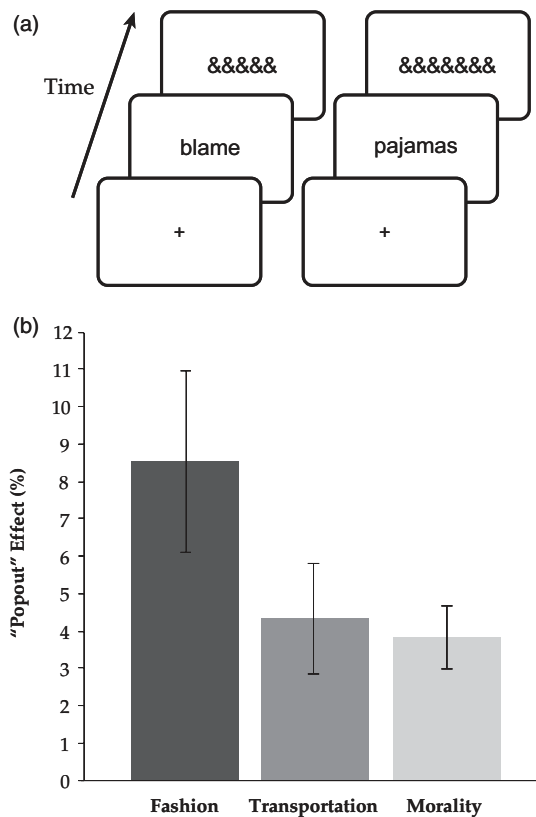 (a)
Time
&&&&& &&&&&&&
blame pajamas
+ +
(b)
"Popout" Effect (%)
12
11
10
9
8
7
6
5
4
3
2
1
0
Fashion Transportation Morality